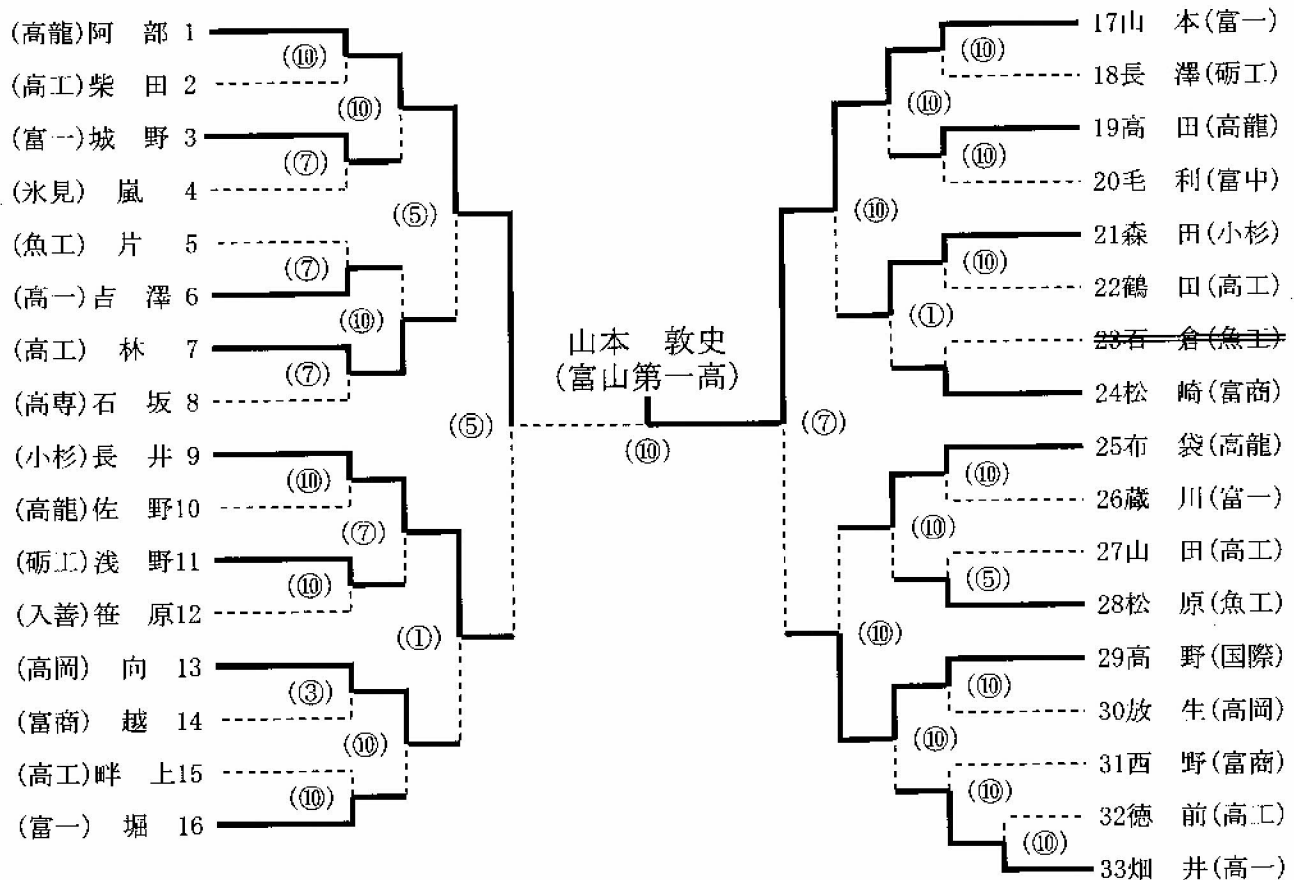 (高龍)阿 部 1
(⑩)
(高工)柴 田 2
(⑩)
(富一)城 野 3
(⑦)
(氷見) 嵐 4
(⑤)
(魚工) 片 5
(⑦)
(高一)吉 澤 6
(⑩)
(高工) 林 7
(⑦)
(高専)石 坂 8
(⑤)
(小杉)長 井 9
(⑩)
(高龍)佐 野10
(⑦)
(砺工)浅 野11
(⑩)
(入善)笹 原12
(①)
(高岡) 向 13
(③)
(富商) 越 14
(⑩)
(高工)畔 上15
(⑩)
(富一) 堀 16
山本 敦史
(富山第一高)
(⑩)
17山 本(富一)
(⑩)
18長 澤(砺工)
(⑩)
19高 田(高龍)
(⑩)
20毛 利(富中)
(⑩)
21森 田(小杉)
(⑩)
22鶴 田(高工)
(①)
23石 倉(魚工)
24松 崎(富商)
(⑦)
25布 袋(高龍)
(⑩)
26蔵 川(富一)
(⑩)
27山 田(高工)
(⑤)
28松 原(魚工)
(⑩)
29高 野(国際)
(⑩)
30放 生(高岡)
(⑩)
31西 野(富商)
(⑩)
32徳 前(高工)
(⑩)
33畑 井(高一)